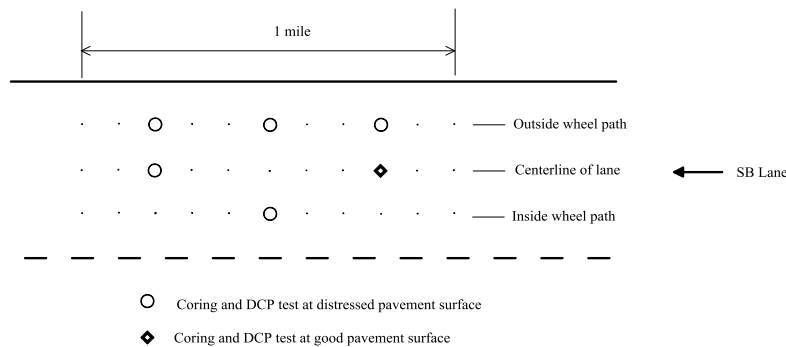 1 mile
Outside wheel path
Centerline of lane
SB Lane
Inside wheel path
Coring and DCP test at distressed pavement surface
Coring and DCP test at good pavement surface